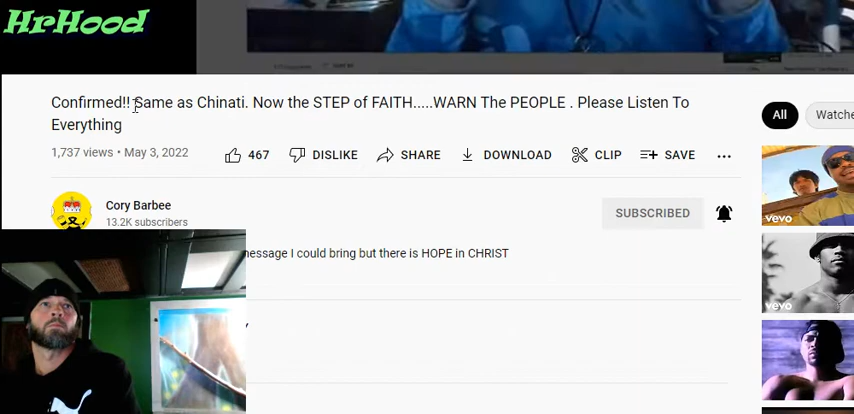 HrHood
Confirmed!! Same as Chinati. Now the STEP of FAITH.....WARN The PEOPLE . Please Listen To
Everything
1,737 views • May 3, 2022
467
DISLIKE
SHARE
DOWNLOAD
CLIP
SAVE
Cory Barbee
13.2K subscribers
SUBSCRIBED
message I could bring but there is HOPE in CHRIST
All
Watche
vevo
vevo